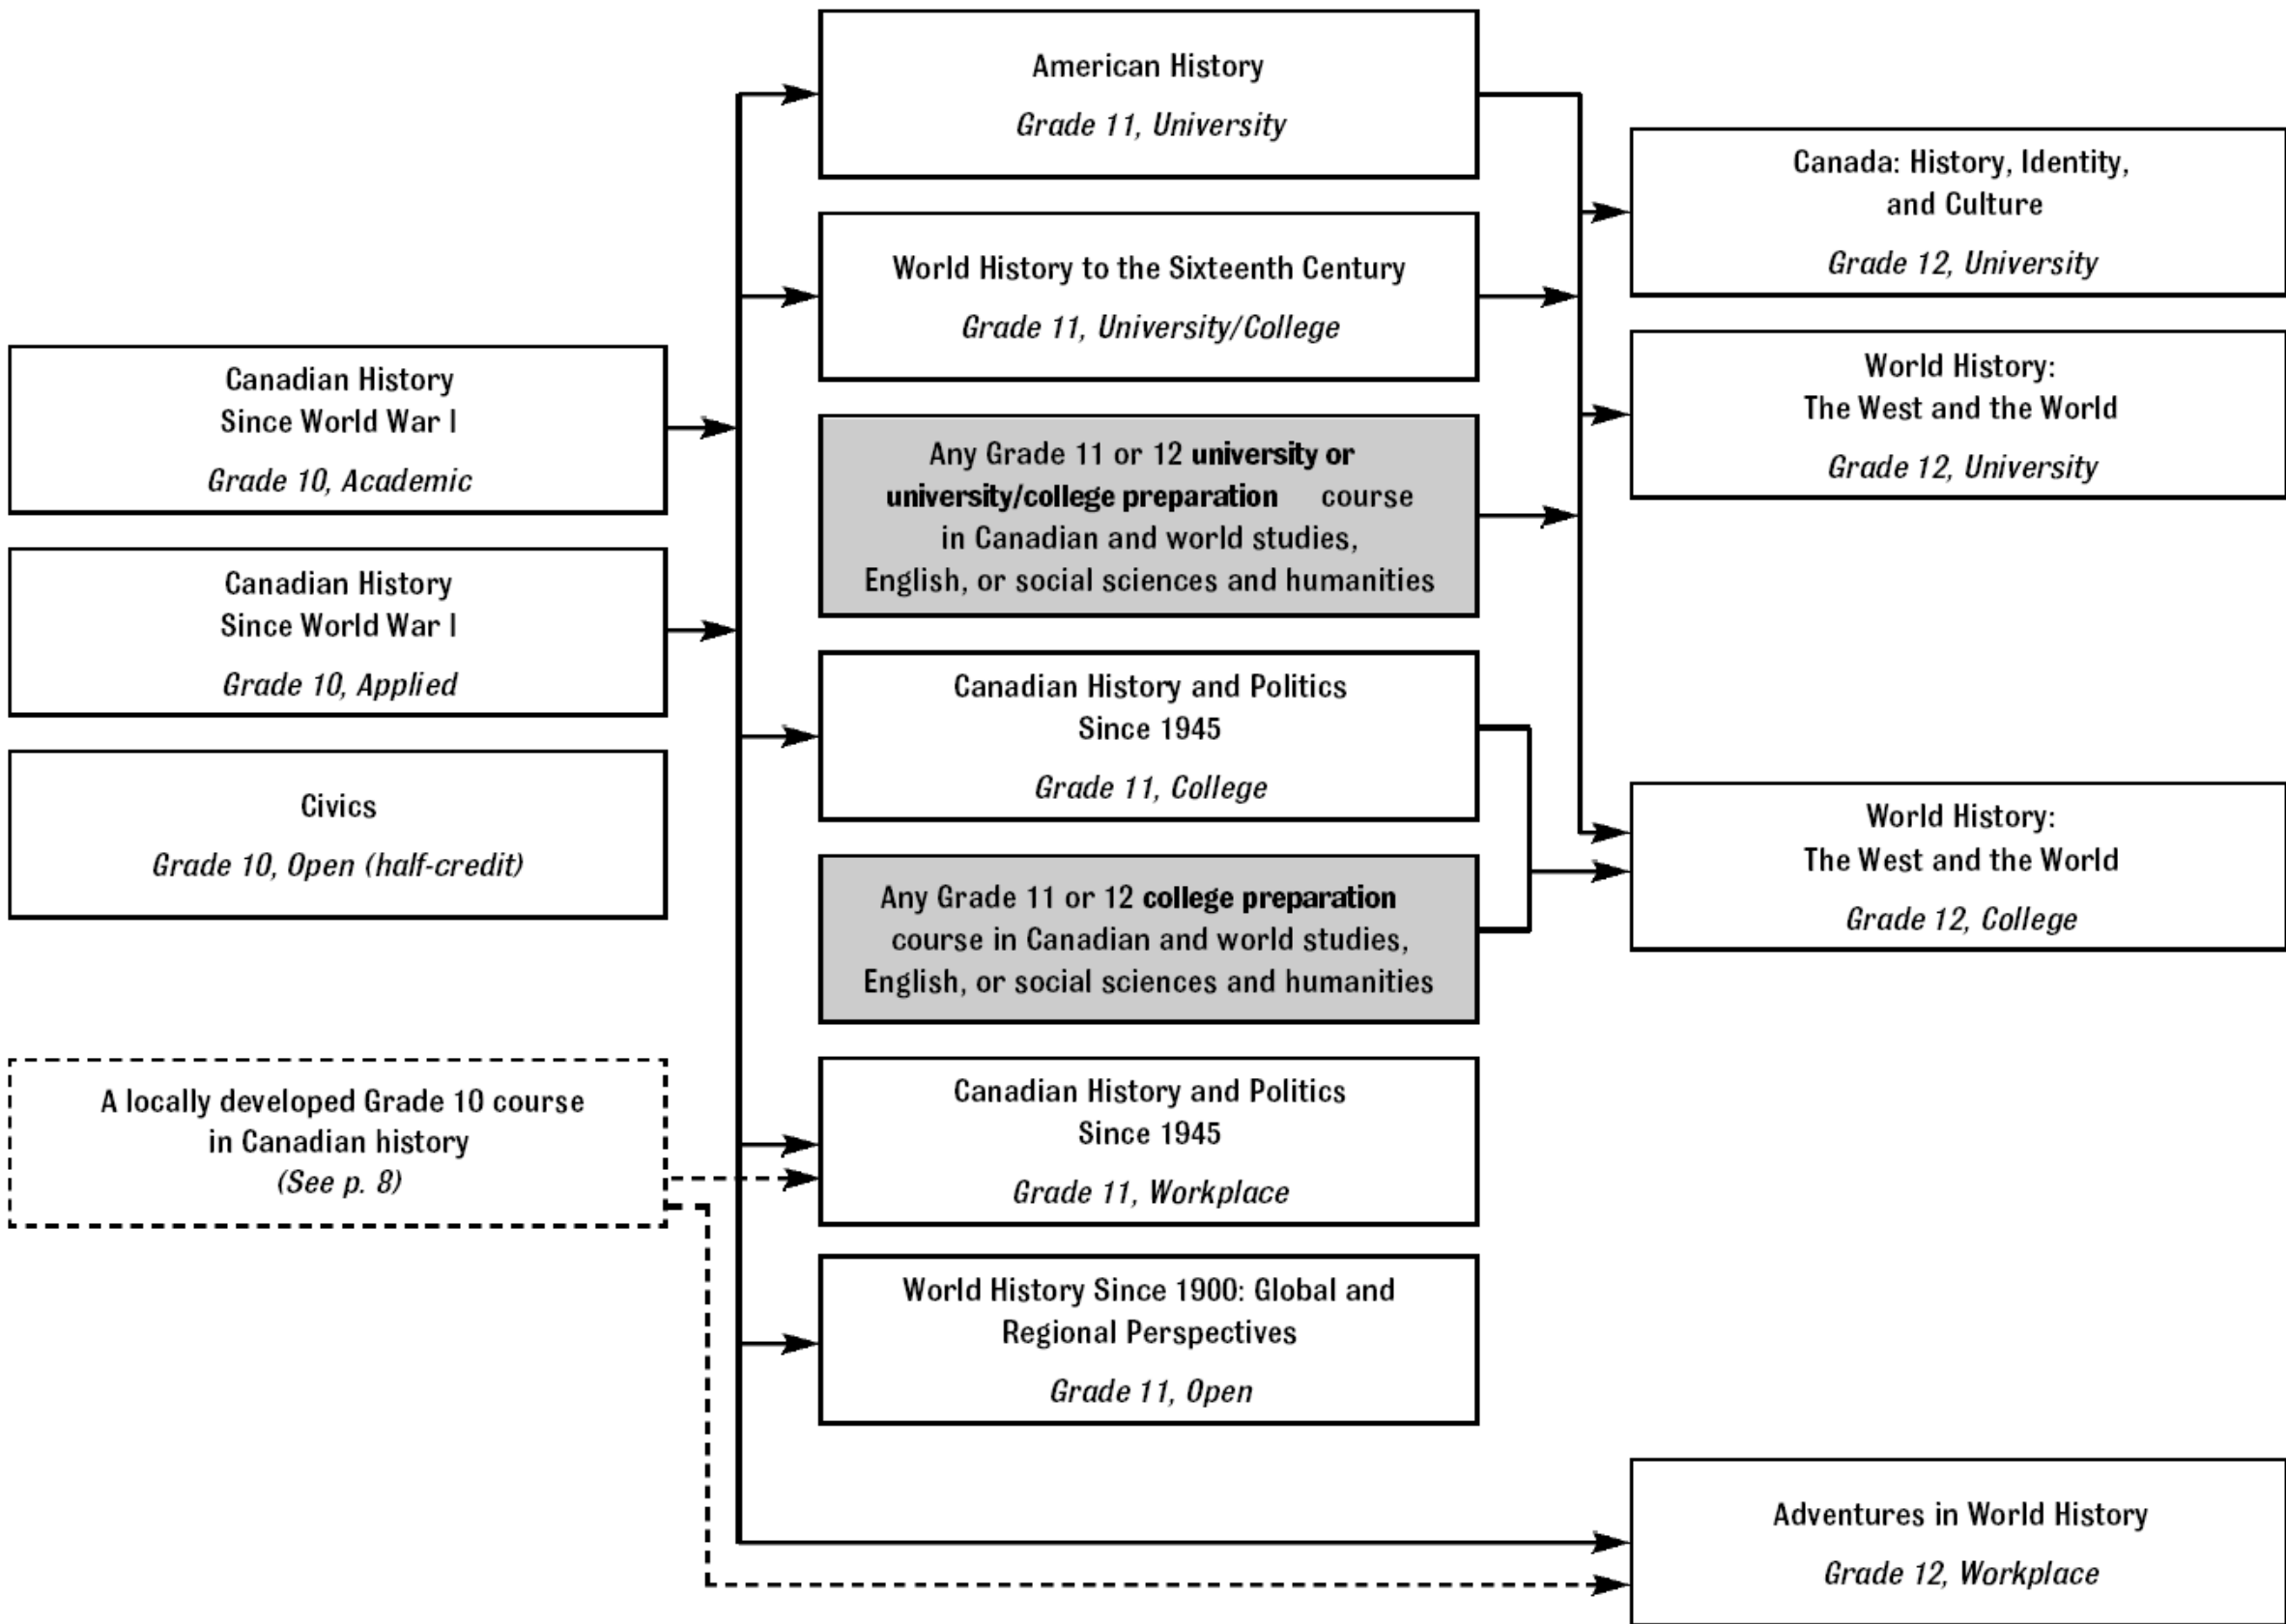 Canadian History
Since World War I
Grade 10, Academic
Canadian History
Since World War I
Grade 10, Applied
Civics
Grade 10, Open (half-credit)
A locally developed Grade 10 course
in Canadian history
(See p. 8)
American History
Grade 11, University
World History to the Sixteenth Century
Grade 11, University/College
Any Grade 11 or 12 university or
university/college preparation course
in Canadian and world studies,
English, or social sciences and humanities
Canadian History and Politics
Since 1945
Grade 11, College
Any Grade 11 or 12 college preparation
course in Canadian and world studies,
English, or social sciences and humanities
Canadian History and Politics
Since 1945
Grade 11, Workplace
World History Since 1900: Global and
Regional Perspectives
Grade 11, Open
Canada: History, Identity,
and Culture
Grade 12, University
World History:
The West and the World
Grade 12, University
World History:
The West and the World
Grade 12, College
Adventures in World History
Grade 12, Workplace